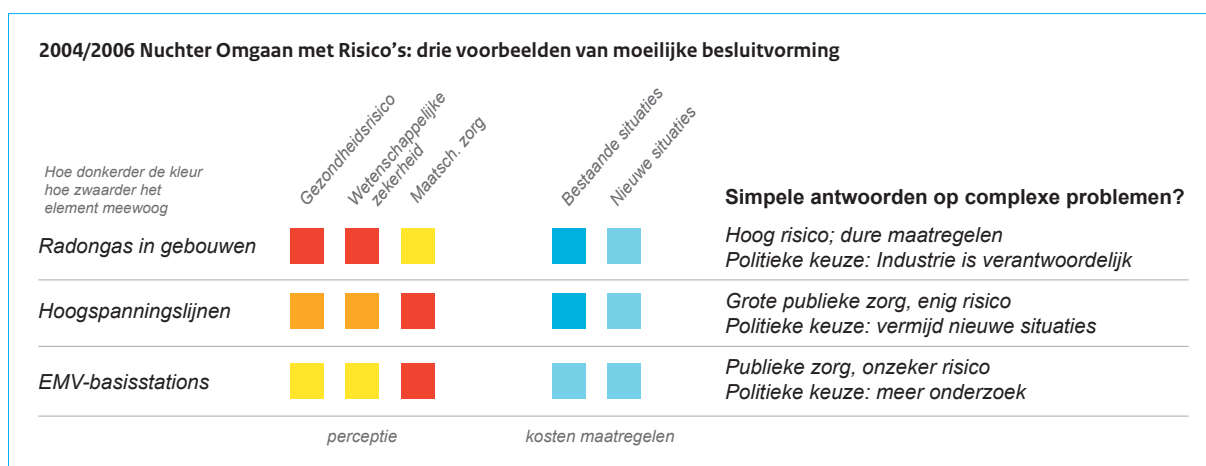 2004/2006 Nuchter Omgaan met Risico's: drie voorbeelden van moeilijke besluitvorming
Hoe donkerder de kleur
hoe zwaarder het
element meewoog
Gezondheidsrisico
Wetenschappelijke
zekerheid
Maatsch. zorg
Bestaande situaties
Nieuwe situaties
Simpele antwoorden op complexe problemen?
Radongas in gebouwen
Hoog risico; dure maatregelen
Politieke keuze: Industrie is verantwoordelijk
Hoogspanningslijnen
Grote publieke zorg, enig risico
Politieke keuze: vermijd nieuwe situaties
EMV-basisstations
Publieke zorg, onzeker risico
Politieke keuze: meer onderzoek
perceptie
kosten maatregelen